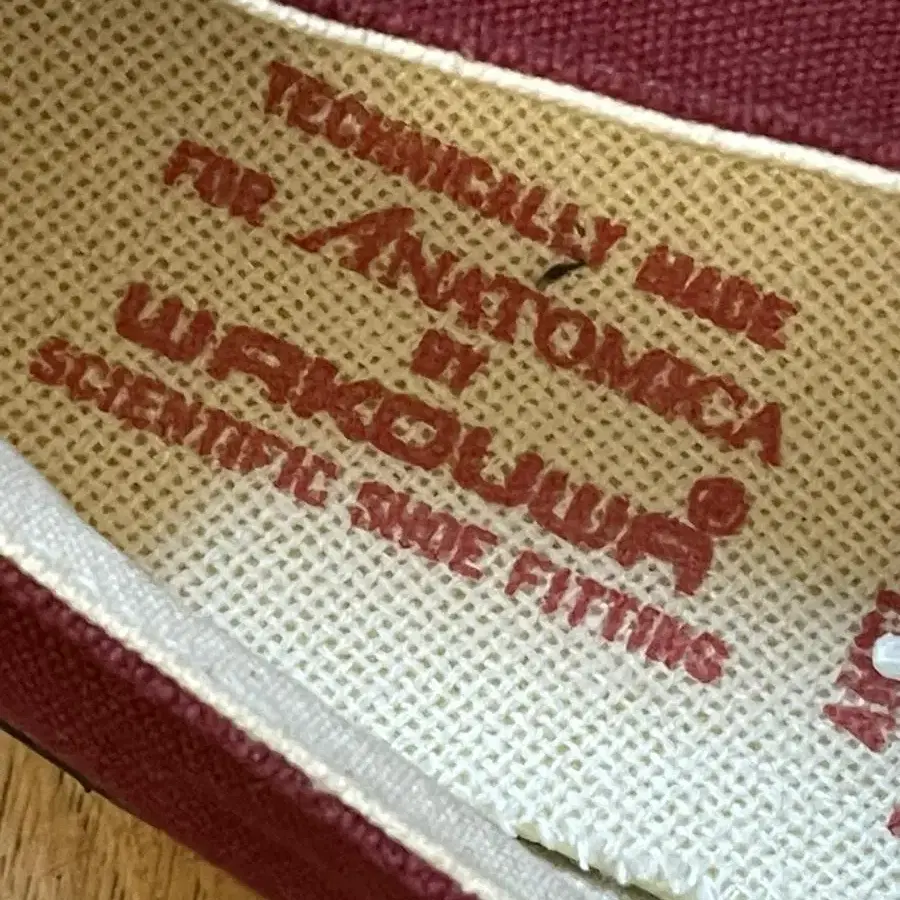 TECHNICALLY MADE
FOR ANATOMICA
BY
WAKOUWA®
SCIENTIFIC SHOE FITTING